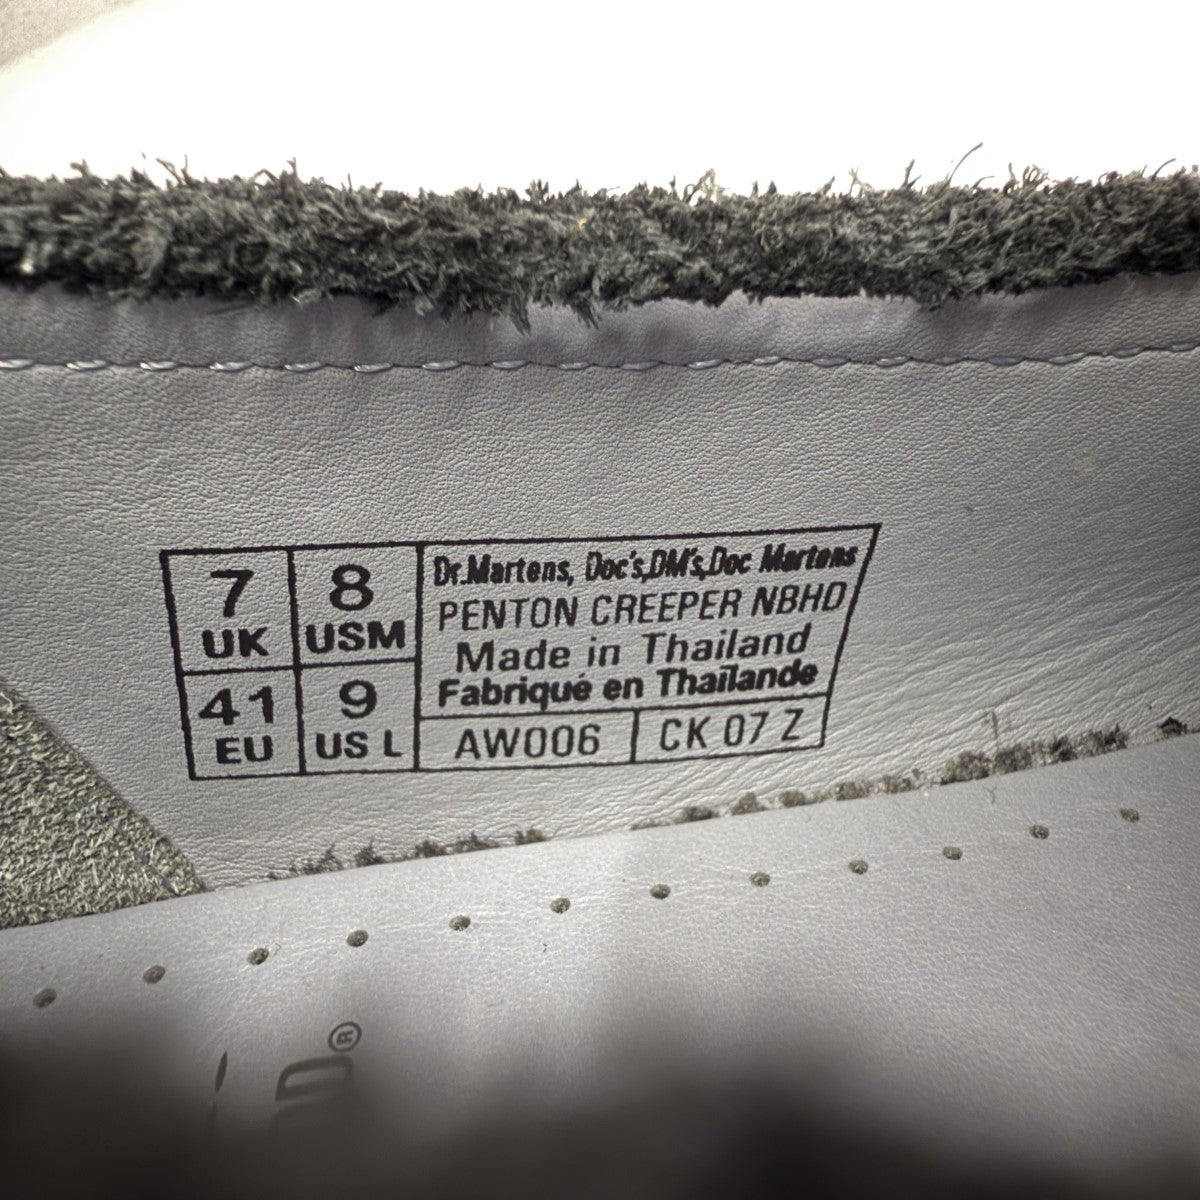 7
UK
8
USM
41
EU
9
US L
Dr.Martens, Doc's,DM's,Doc Martens
PENTON CREEPER NBHD
Made in Thailand
Fabriqué en Thaïlande
AW006
CK 07 Z
®